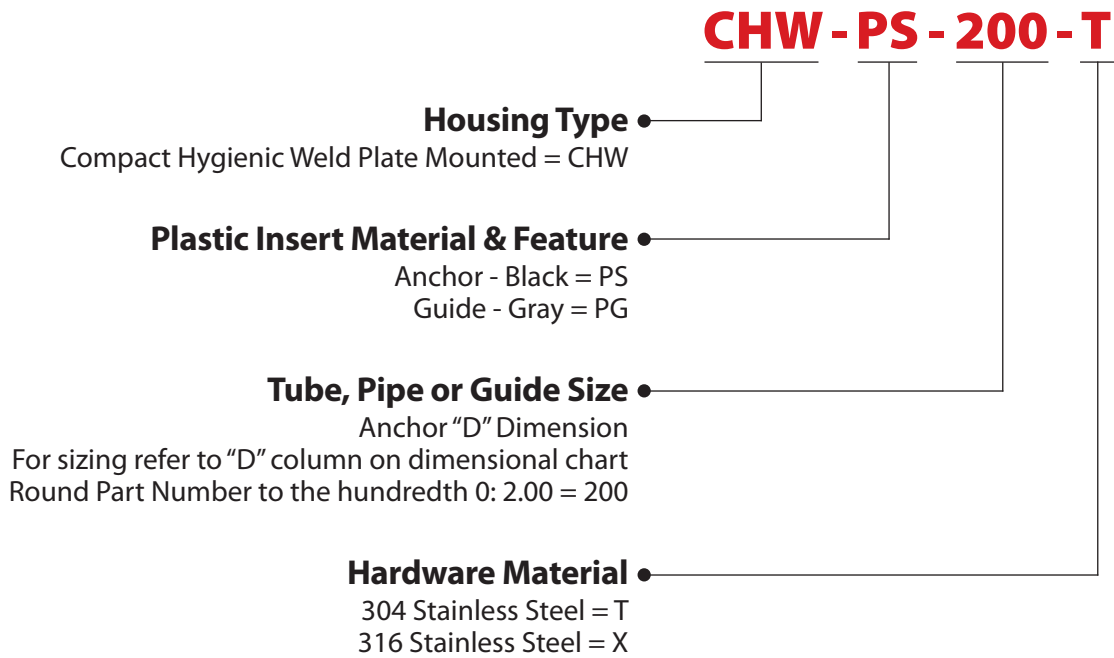 CHW - PS - 200 - T
Housing Type
Compact Hygienic Weld Plate Mounted = CHW
Plastic Insert Material & Feature
Anchor - Black = PS
Guide - Gray = PG
Tube, Pipe or Guide Size
Anchor “D” Dimension
For sizing refer to “D” column on dimensional chart
Round Part Number to the hundredth 0: 2.00 = 200
Hardware Material
304 Stainless Steel = T
316 Stainless Steel = X